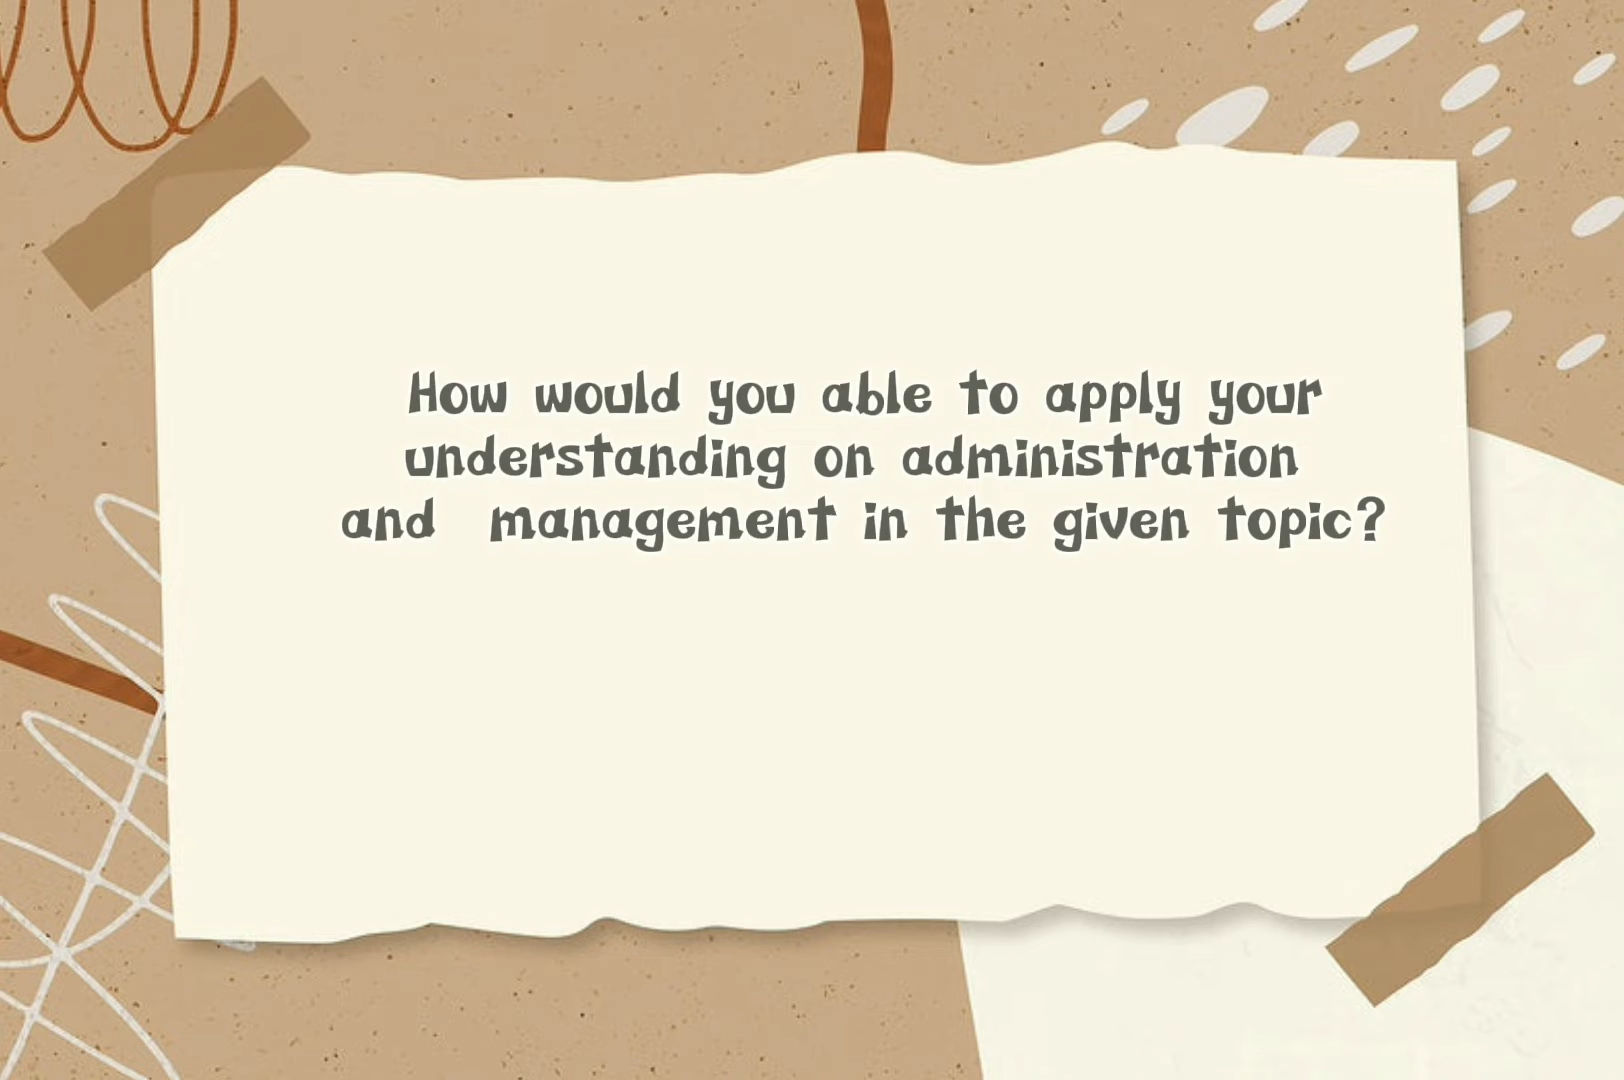 How would you able to apply your
understanding on administration
and management in the given topic?